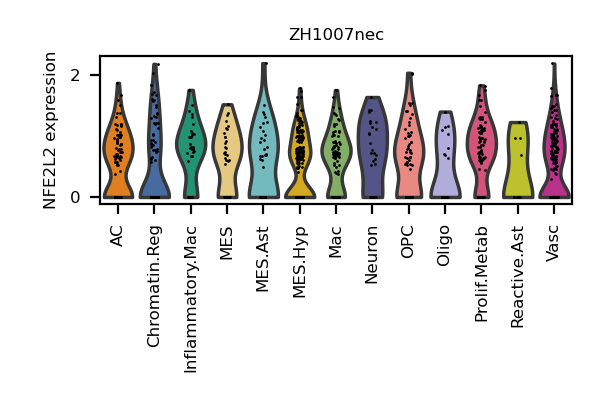 ZH1007nec
NFE2L2 expression
2
0
AC
Chromatin.Reg
Inflammatory.Mac
MES
MES.Ast
MES.Hyp
Mac
Neuron
OPC
Oligo
Prolif.Metab
Reactive.Ast
Vasc